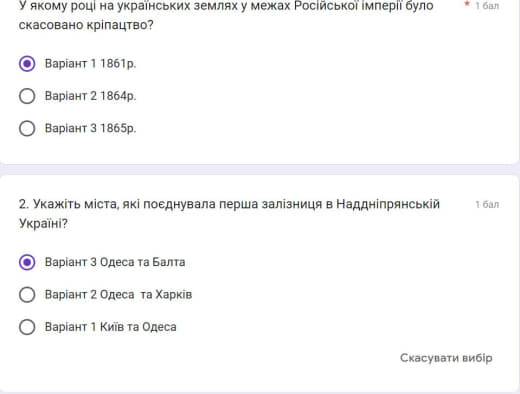 У якому році на українських землях у межах Російської імперії було * 1 бал
скасовано кріпацтво?
Варіант 1 1861р.
Варіант 2 1864р.
Варіант 3 1865р.
2. Укажіть міста, які поєднувала перша залізниця в Наддніпрянській 1 бал
Україні?
Варіант 3 Одеса та Балта
Варіант 2 Одеса та Харків
Варіант 1 Київ та Одеса
Скасувати вибір